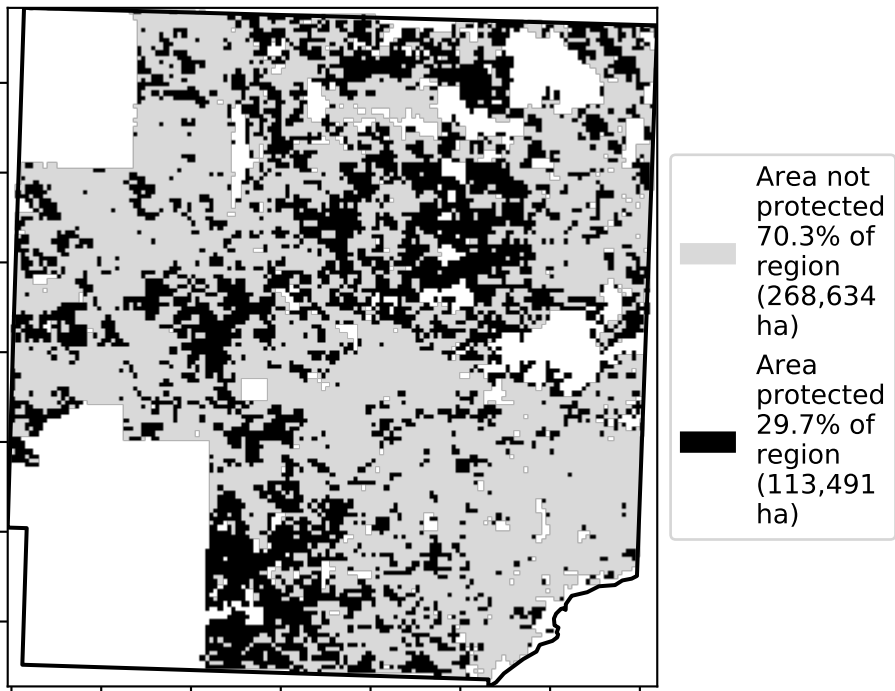 Area not
protected
70.3% of
region
(268,634
ha)
Area
protected
29.7% of
region
(113,491
ha)